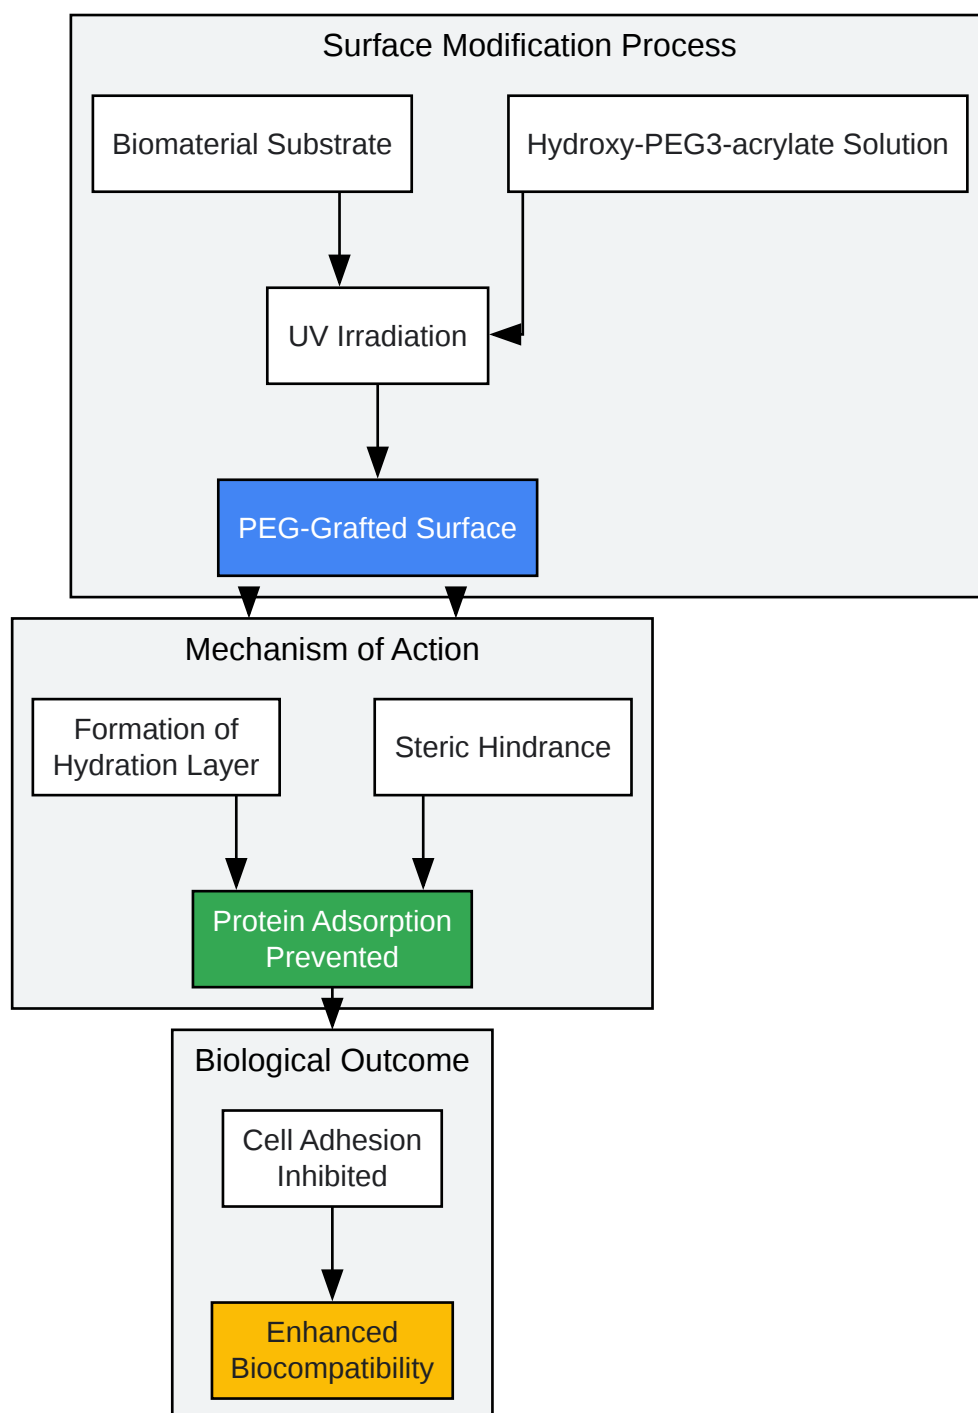 Surface Modification Process
Biomaterial Substrate
Hydroxy-PEG3-acrylate Solution
UV Irradiation
PEG-Grafted Surface
Mechanism of Action
Formation of
Hydration Layer
Steric Hindrance
Protein Adsorption
Prevented
Biological Outcome
Cell Adhesion
Inhibited
Enhanced
Biocompatibility